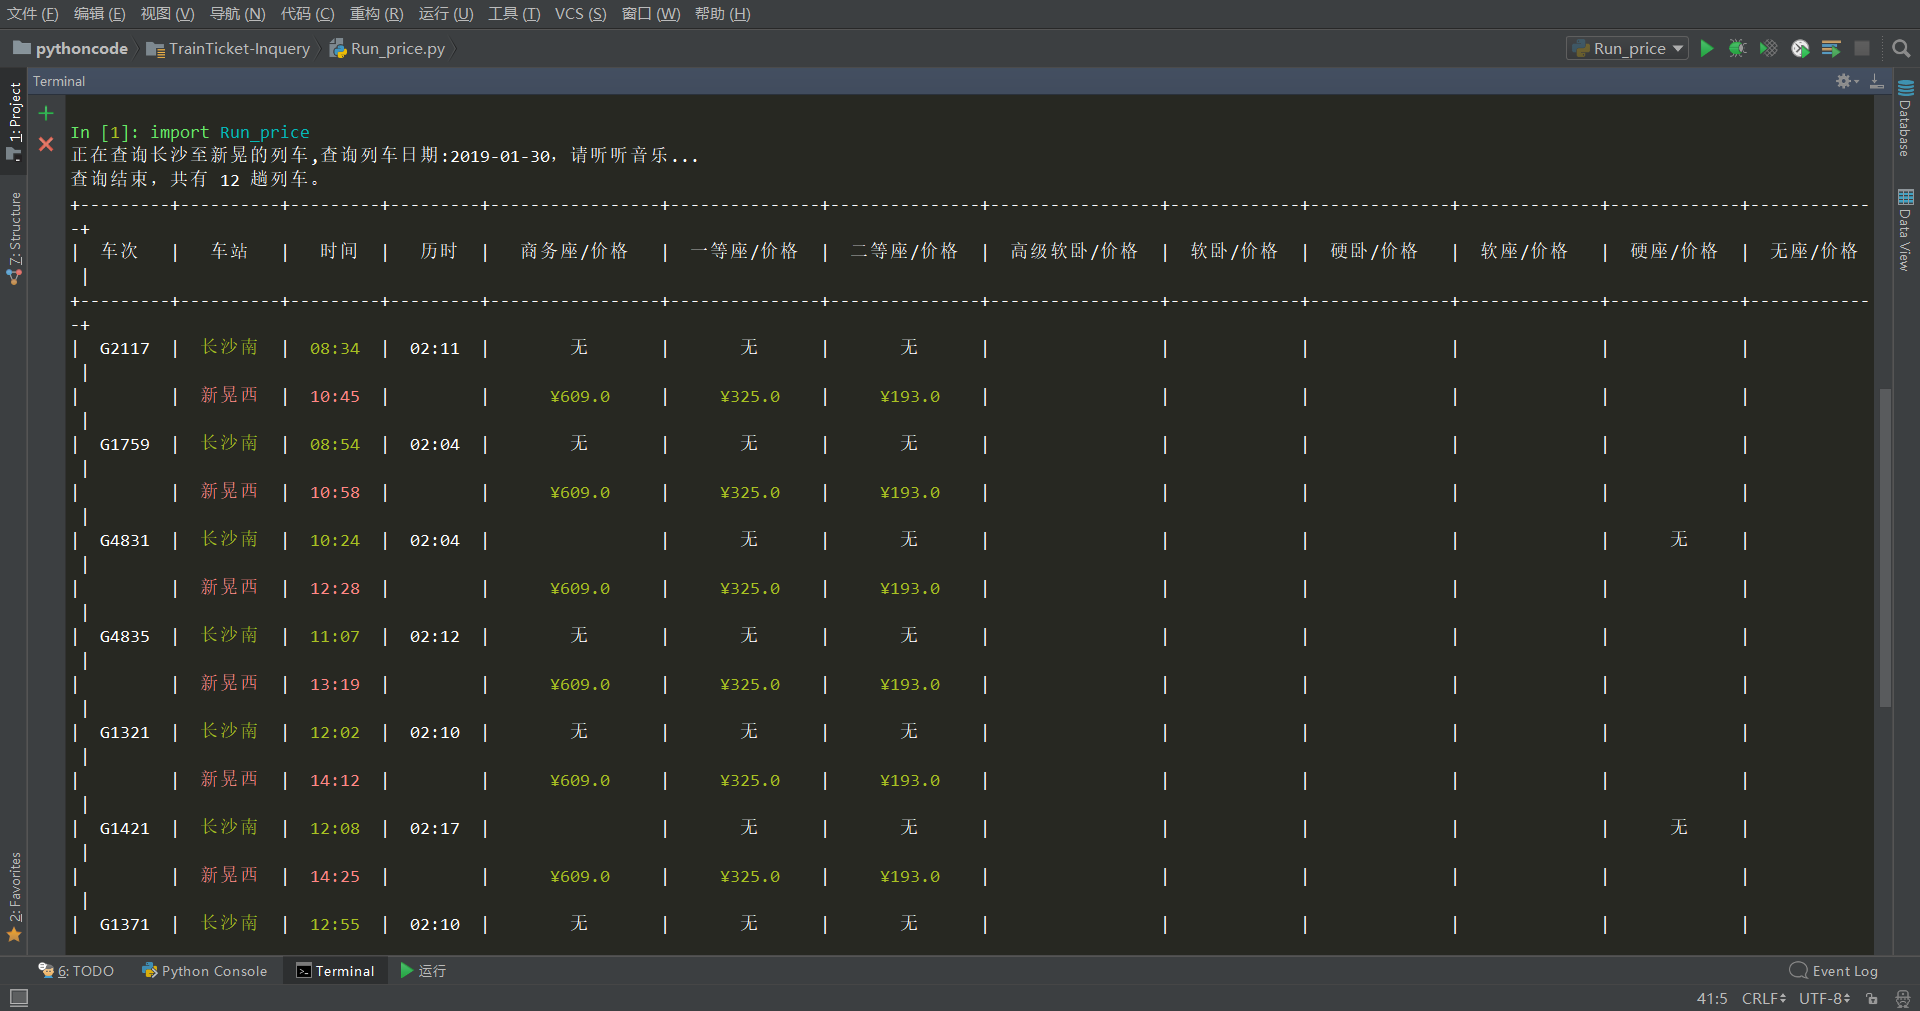 文件 (F) 编辑 (E) 视图 (V) 导航 (N) 代码 (C) 重构 (R) 运行 (U) 工具 (T) VCS (S) 窗口 (W) 帮助 (H)
pythoncode TrainTicket-Inquery Run_price.py Run_price
Terminal
1: Project
7: Structure
2: Favorites
Database
Data View
In [1]: import Run_price
正在查询长沙至新晃的列车,查询列车日期:2019-01-30，请听听音乐...
查询结束，共有 12 趟列车。
+---------+----------+---------+---------+-----------------+---------------+---------------+-----------------+-------------+--------------+--------------+-------------+------------
-+
| 车次 | 车站 | 时间 | 历时 | 商务座/价格 | 一等座/价格 | 二等座/价格 | 高级软卧/价格 | 软卧/价格 | 硬卧/价格 | 软座/价格 | 硬座/价格 | 无座/价格
|
+---------+----------+---------+---------+-----------------+---------------+---------------+-----------------+-------------+--------------+--------------+-------------+------------
-+
| G2117 | 长沙南 | 08:34 | 02:11 | 无 | 无 | 无 | | | | | |
|
| | 新晃西 | 10:45 | | ¥609.0 | ¥325.0 | ¥193.0 | | | | | |
|
| G1759 | 长沙南 | 08:54 | 02:04 | 无 | 无 | 无 | | | | | |
|
| | 新晃西 | 10:58 | | ¥609.0 | ¥325.0 | ¥193.0 | | | | | |
|
| G4831 | 长沙南 | 10:24 | 02:04 | | 无 | 无 | | | | | 无 |
|
| | 新晃西 | 12:28 | | ¥609.0 | ¥325.0 | ¥193.0 | | | | | |
|
| G4835 | 长沙南 | 11:07 | 02:12 | 无 | 无 | 无 | | | | | |
|
| | 新晃西 | 13:19 | | ¥609.0 | ¥325.0 | ¥193.0 | | | | | |
|
| G1321 | 长沙南 | 12:02 | 02:10 | 无 | 无 | 无 | | | | | |
|
| | 新晃西 | 14:12 | | ¥609.0 | ¥325.0 | ¥193.0 | | | | | |
|
| G1421 | 长沙南 | 12:08 | 02:17 | | 无 | 无 | | | | | 无 |
|
| | 新晃西 | 14:25 | | ¥609.0 | ¥325.0 | ¥193.0 | | | | | |
|
| G1371 | 长沙南 | 12:55 | 02:10 | 无 | 无 | 无 | | | | | |
6: TODO Python Console Terminal 运行 Event Log
41:5 CRLF UTF-8